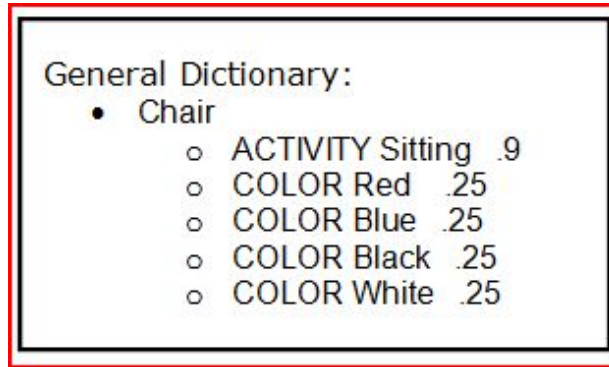 General Dictionary:
• Chair
o ACTIVITY Sitting .9
o COLOR Red .25
o COLOR Blue .25
o COLOR Black .25
o COLOR White .25